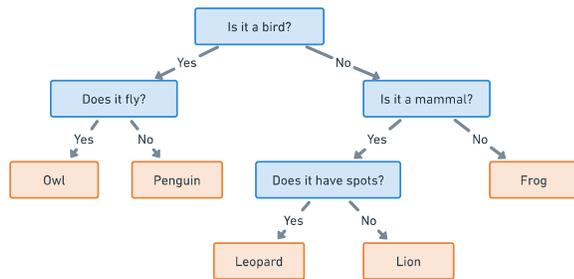 Is it a bird?
Yes
No
Does it fly?
Is it a mammal?
Yes
No
Yes
No
Owl
Penguin
Does it have spots?
Frog
Yes
No
Leopard
Lion